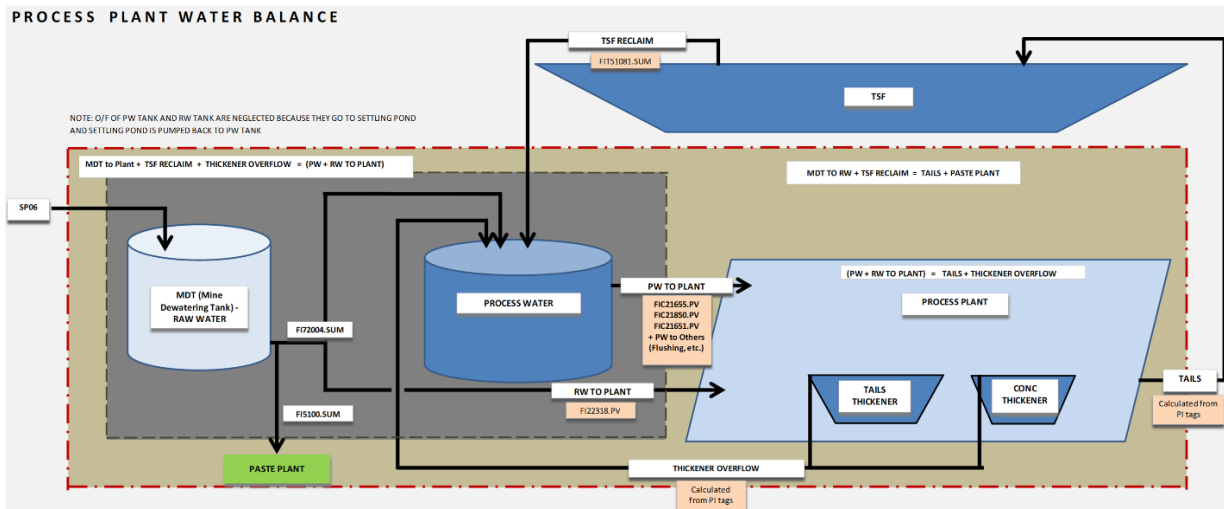 PROCESS PLANT WATER BALANCE
TSF RECLAIM
FIT51081.SUM
TSF
NOTE: O/F OF PW TANK AND RW TANK ARE NEGLECTED BECAUSE THEY GO TO SETTLING POND
AND SETTLING POND IS PUMPED BACK TO PW TANK
MDT to Plant + TSF RECLAIM + THICKENER OVERFLOW = (PW + RW TO PLANT)
MDT TO RW + TSF RECLAIM = TAILS + PASTE PLANT
SP06
MDT (Mine
Dewatering Tank) -
RAW WATER
FI72004.SUM
FI5100.SUM
PROCESS WATER
PW TO PLANT
FIC21655.PV
FIC21850.PV
FIC21651.PV
+ PW to Others
(Flushing, etc.)
RW TO PLANT
FI22318.PV
(PW + RW TO PLANT) = TAILS + THICKENER OVERFLOW
PROCESS PLANT
TAILS
THICKENER
CONC
THICKENER
TAILS
Calculated from
PI tags
PASTE PLANT
THICKENER OVERFLOW
Calculated
from PI tags